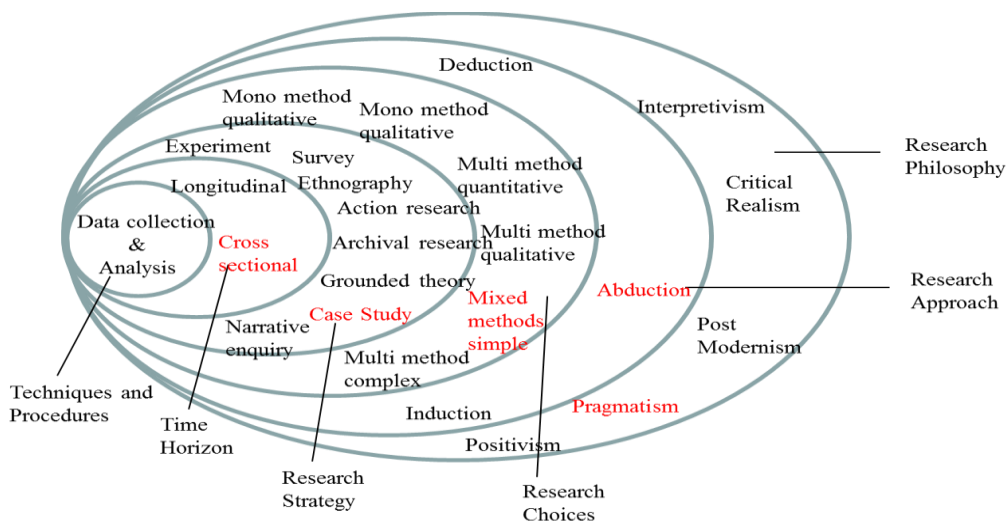 Deduction
Mono method
qualitative
Mono method
qualitative
Interpretivism
Experiment
Survey
Research
Philosophy
Multi method
quantitative
Longitudinal
Ethnography
Critical
Realism
Action research
Data collection
&
Analysis
Cross
sectional
Archival research
Multi method
qualitative
Grounded theory
Case Study
Mixed
methods
simple
Abduction
Research
Approach
Narrative
enquiry
Post
Modernism
Multi method
complex
Techniques and
Procedures
Induction
Pragmatism
Time
Horizon
Positivism
Research
Strategy
Research
Choices